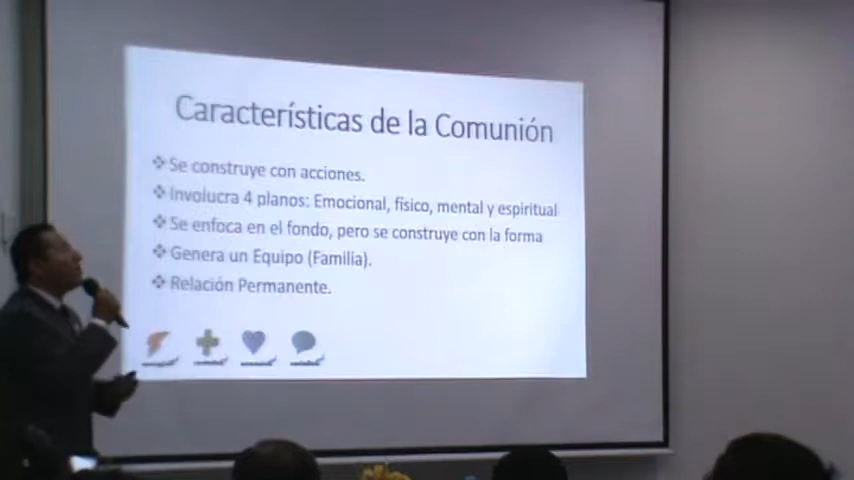 Características de la Comunión
Se construye con acciones.
Involucra 4 planos: Emocional, físico, mental y espiritual
Se enfoca en el fondo, pero se construye con la forma
Genera un Equipo (Familia).
Relación Permanente.